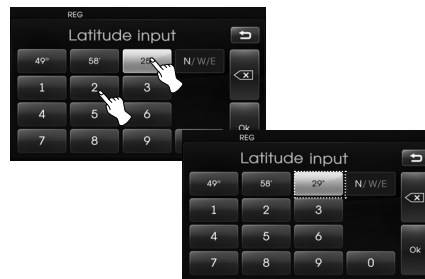 REG
Latitude input
49° 58' 28" N/ W/E
1 2 3
4 5 6
Ok
7 8 9
REG
Latitude input
49° 58' 29" N/ W/E
1 2 3
4 5 6
Ok
7 8 9 0